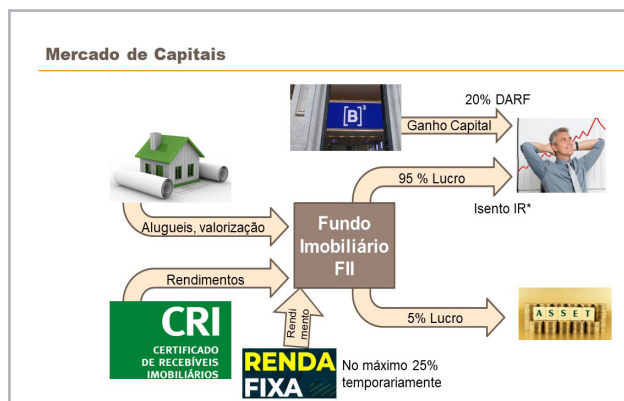 Mercado de Capitais
20% DARF
[B]³
Ganho Capital
95 % Lucro
Isento IR*
Alugueis, valorização
Fundo
Imobiliário
FII
Rendimentos
CRI
CERTIFICADO
DE RECEBÍVEIS
IMOBILIÁRIOS
Rendi
mento
5% Lucro
ASSET
RENDA
FIXA
No máximo 25%
temporariamente